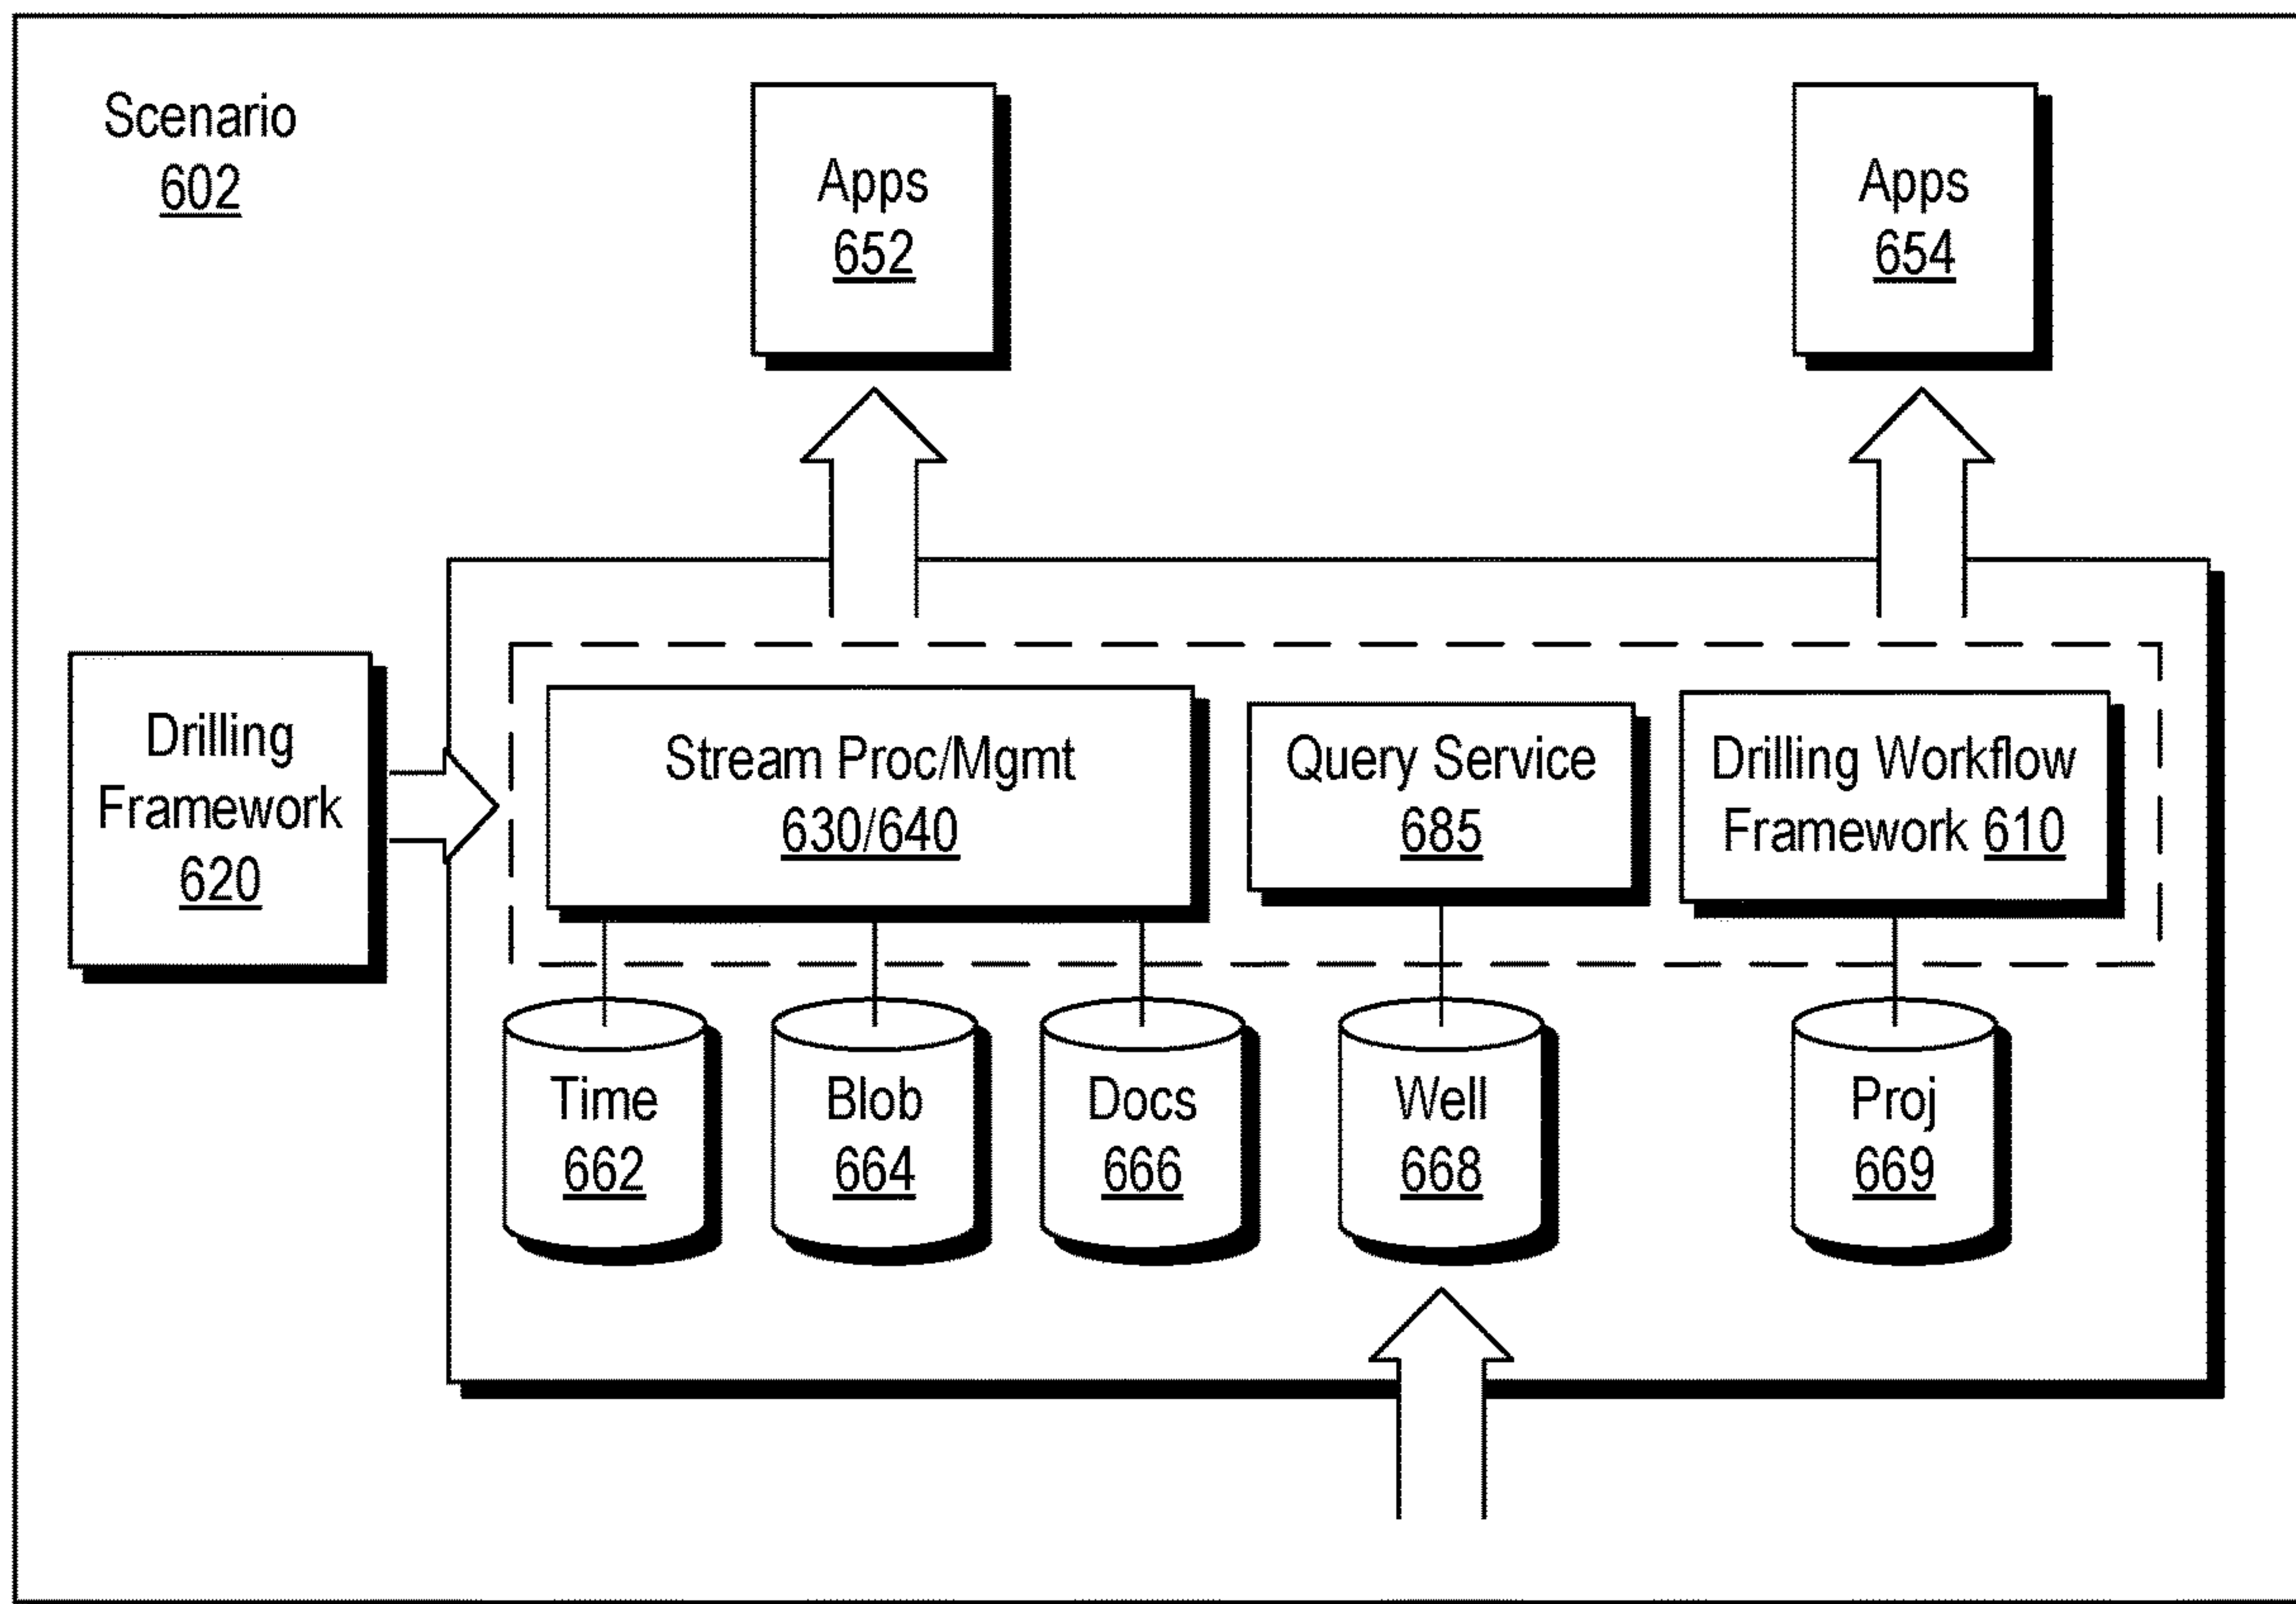 Scenario
602
Apps
652
Apps
654
Drilling
Framework
620
Stream Proc/Mgmt
630/640
Query Service
685
Drilling Workflow
Framework 610
Time
662
Blob
664
Docs
666
Well
668
Proj
669